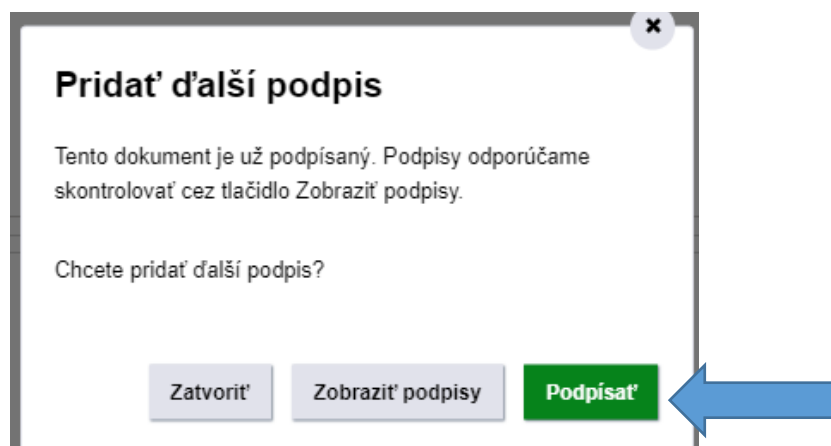 Pridať ďalší podpis
Tento dokument je už podpísaný. Podpisy odporúčame
skontrolovať cez tlačidlo Zobraziť podpisy.
Chcete pridať ďalší podpis?
Zatvoriť
Zobraziť podpisy
Podpísať